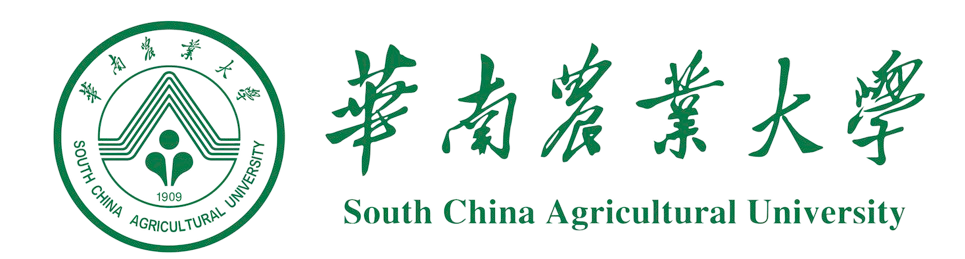 華南農業大學
1909
SOUTH CHINA AGRICULTURAL UNIVERSITY
華南農業大學
South China Agricultural University